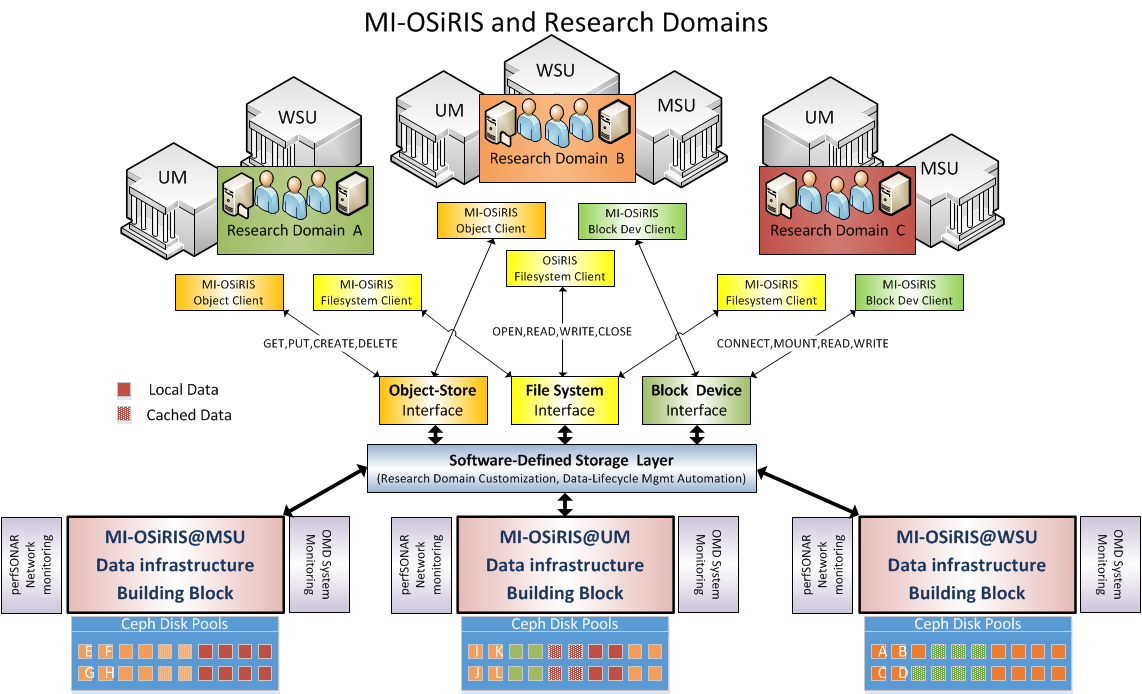 MI-OSiRIS and Research Domains
WSU
UM
MSU
Research Domain B
WSU
UM
Research Domain A
UM
MSU
Research Domain C
MI-OSiRIS
Object Client
MI-OSiRIS
Block Dev Client
OSiRIS
Filesystem Client
MI-OSiRIS
Object Client
MI-OSiRIS
Filesystem Client
MI-OSiRIS
Filesystem Client
MI-OSiRIS
Block Dev Client
GET,PUT,CREATE,DELETE
OPEN,READ,WRITE,CLOSE
CONNECT,MOUNT,READ,WRITE
Local Data
Cached Data
Object-Store
Interface
File System
Interface
Block Device
Interface
Software-Defined Storage Layer
(Research Domain Customization, Data-Lifecycle Mgmt Automation)
perfSONAR
Network
monitoring
MI-OSiRIS@MSU
Data infrastructure
Building Block
OMD System
Monitoring
perfSONAR
Network
monitoring
MI-OSiRIS@UM
Data infrastructure
Building Block
OMD System
Monitoring
perfSONAR
Network
monitoring
MI-OSiRIS@WSU
Data infrastructure
Building Block
OMD System
Monitoring
Ceph Disk Pools
E F
G H
Ceph Disk Pools
I K
J L
Ceph Disk Pools
A B
C D